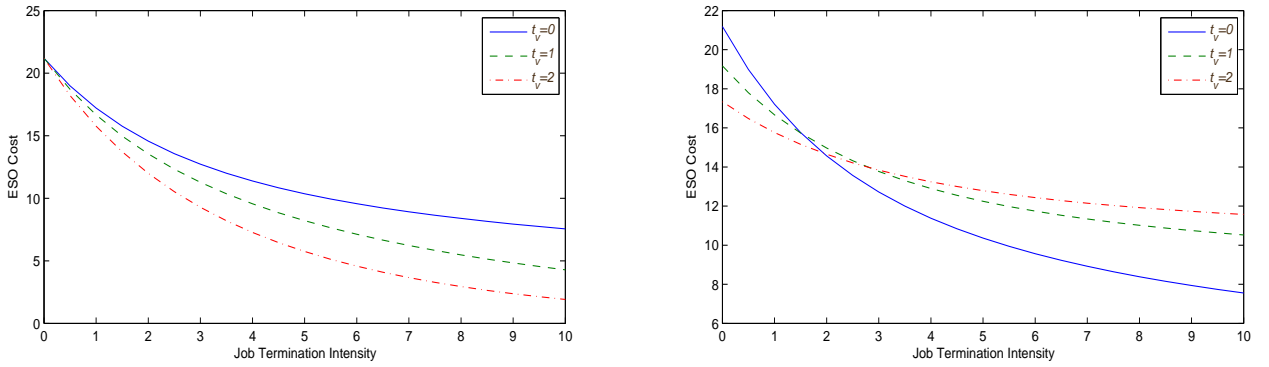 25
20
15
10
5
0
ESO Cost
0 1 2 3 4 5 6 7 8 9 10
Job Termination Intensity
t_v=0
t_v=1
t_v=2
22
20
18
16
14
12
10
8
6
ESO Cost
0 1 2 3 4 5 6 7 8 9 10
Job Termination Intensity
t_v=0
t_v=1
t_v=2